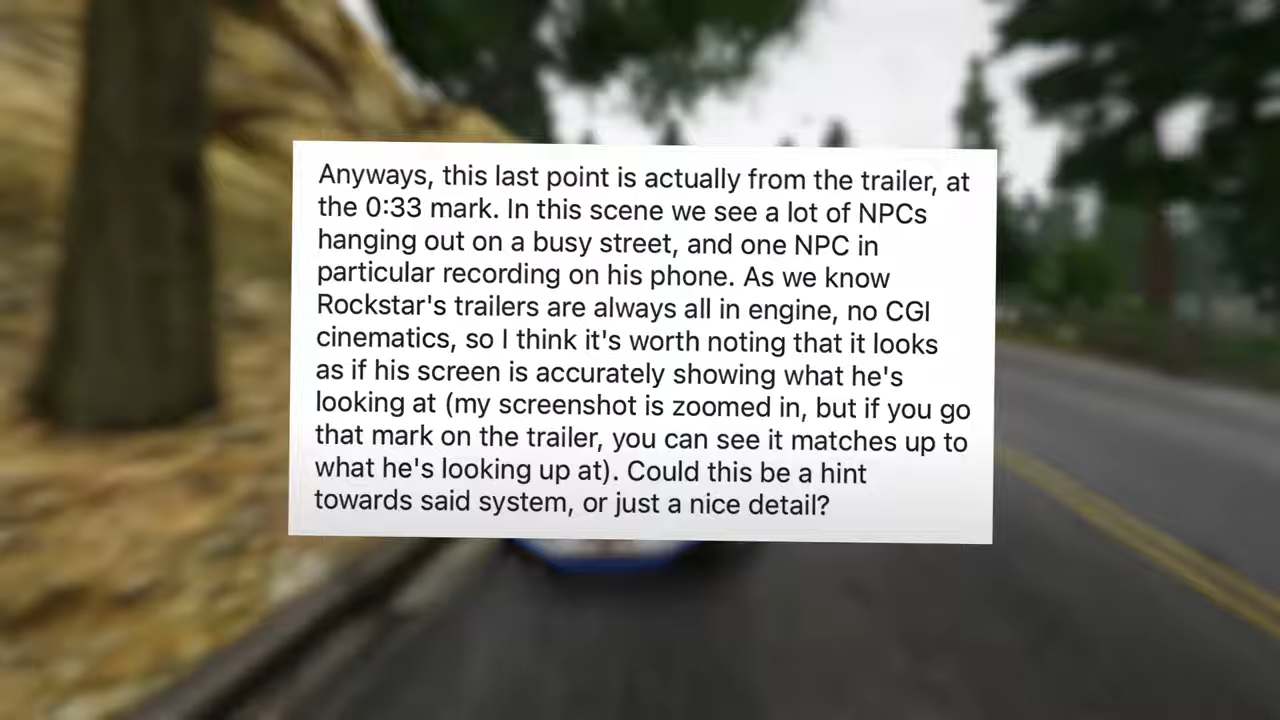 Anyways, this last point is actually from the trailer, at
the 0:33 mark. In this scene we see a lot of NPCs
hanging out on a busy street, and one NPC in
particular recording on his phone. As we know
Rockstar's trailers are always all in engine, no CGI
cinematics, so I think it's worth noting that it looks
as if his screen is accurately showing what he's
looking at (my screenshot is zoomed in, but if you go
that mark on the trailer, you can see it matches up to
what he's looking up at). Could this be a hint
towards said system, or just a nice detail?